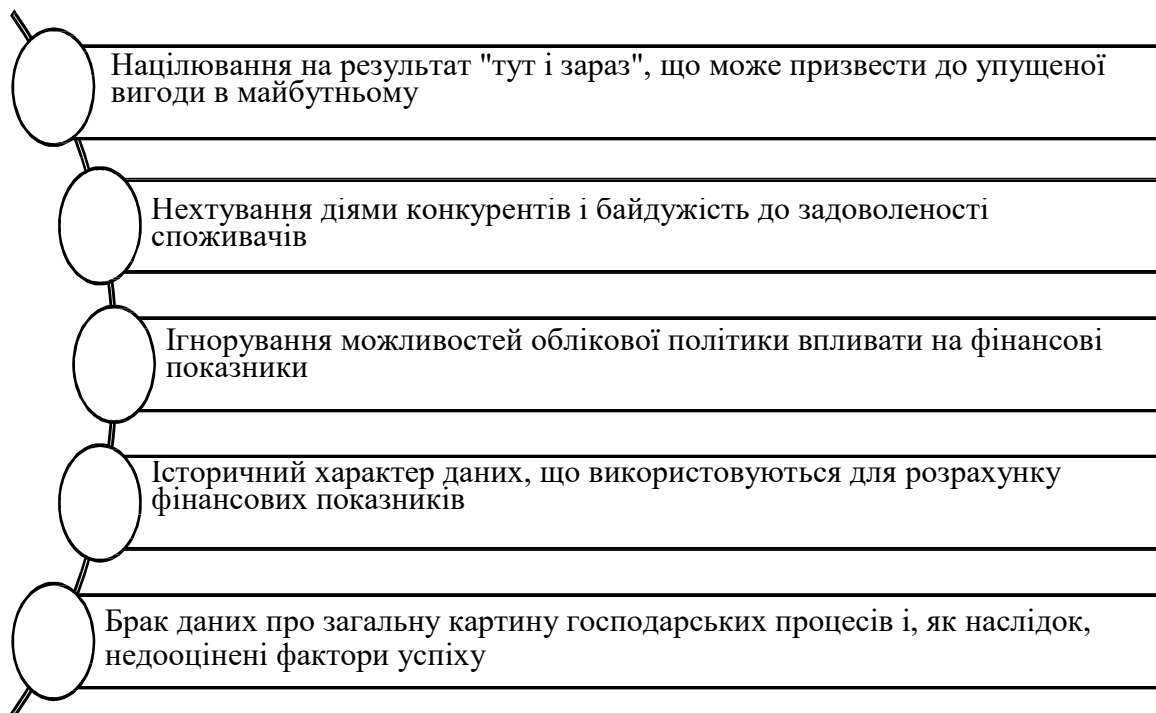 Націлювання на результат "тут і зараз", що може призвести до упущеної
вигоди в майбутньому
Нехтування діями конкурентів і байдужість до задоволеності
споживачів
Ігнорування можливостей облікової політики впливати на фінансові
показники
Історичний характер даних, що використовуються для розрахунку
фінансових показників
Брак даних про загальну картину господарських процесів і, як наслідок,
недооцінені фактори успіху